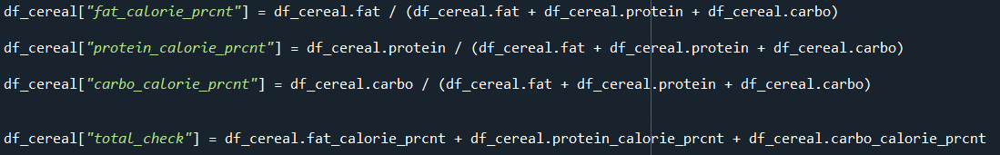 df_cereal["fat_calorie_prcnt"] = df_cereal.fat / (df_cereal.fat + df_cereal.protein + df_cereal.carbo)
df_cereal["protein_calorie_prcnt"] = df_cereal.protein / (df_cereal.fat + df_cereal.protein + df_cereal.carbo)
df_cereal["carbo_calorie_prcnt"] = df_cereal.carbo / (df_cereal.fat + df_cereal.protein + df_cereal.carbo)
df_cereal["total_check"] = df_cereal.fat_calorie_prcnt + df_cereal.protein_calorie_prcnt + df_cereal.carbo_calorie_prcnt